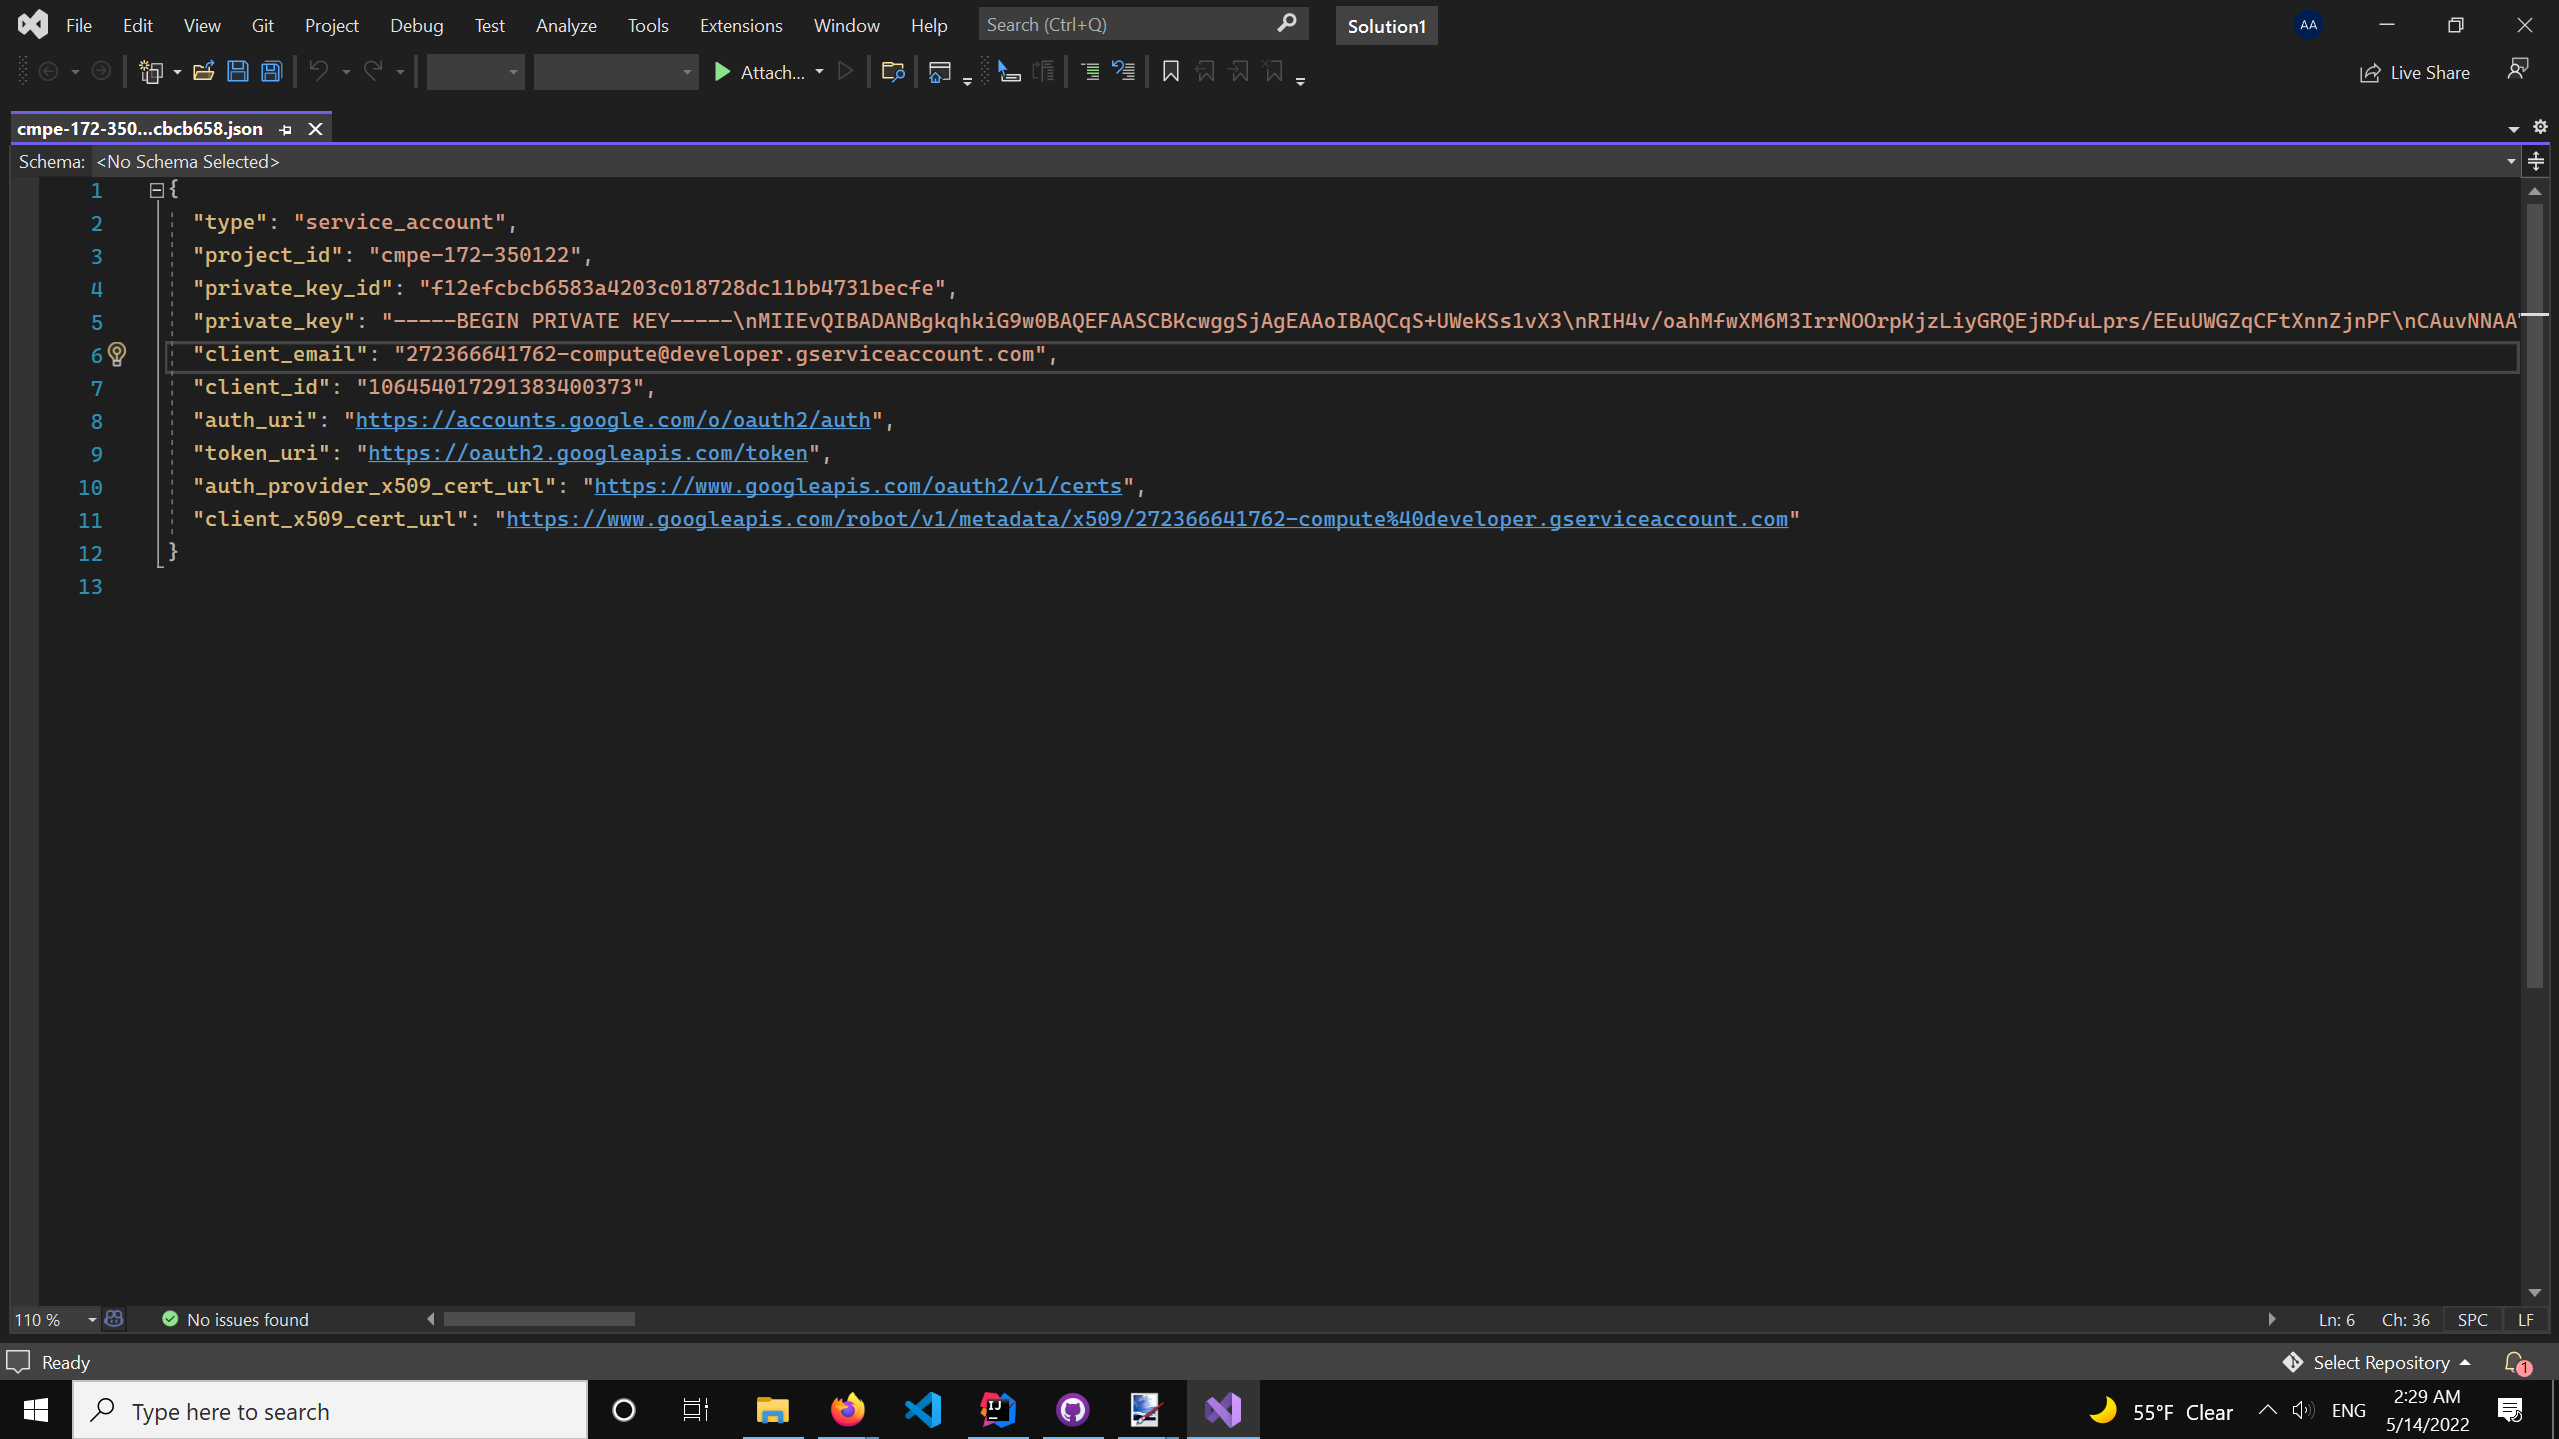 File Edit View Git Project Debug Test Analyze Tools Extensions Window Help Search (Ctrl+Q) Solution1 AA
Attach... Live Share
cmpe-172-350...cbcb658.json
Schema: <No Schema Selected>
1 {
2 "type": "service_account",
3 "project_id": "cmpe-172-350122",
4 "private_key_id": "f12efcbcb6583a4203c018728dc11bb4731becfe",
5 "private_key": "-----BEGIN PRIVATE KEY-----\nMIIEvQIBADANBgkqhkiG9w0BAQEFAASCBKcwggSjAgEAAoIBAQCqS+UWeKSs1vX3\nRIH4v/oahMfwXM6M3IrrNOOrpKjzLiyGRQEjRDfuLprs/EEuUWGZqCFtXnnZjnPF\nCAuvNNAA
6 "client_email": "272366641762-compute@developer.gserviceaccount.com",
7 "client_id": "106454017291383400373",
8 "auth_uri": "https://accounts.google.com/o/oauth2/auth",
9 "token_uri": "https://oauth2.googleapis.com/token",
10 "auth_provider_x509_cert_url": "https://www.googleapis.com/oauth2/v1/certs",
11 "client_x509_cert_url": "https://www.googleapis.com/robot/v1/metadata/x509/272366641762-compute%40developer.gserviceaccount.com"
12 }
13
110 % No issues found Ln: 6 Ch: 36 SPC LF
Ready Select Repository 1
Type here to search 55°F Clear ENG 2:29 AM
5/14/2022